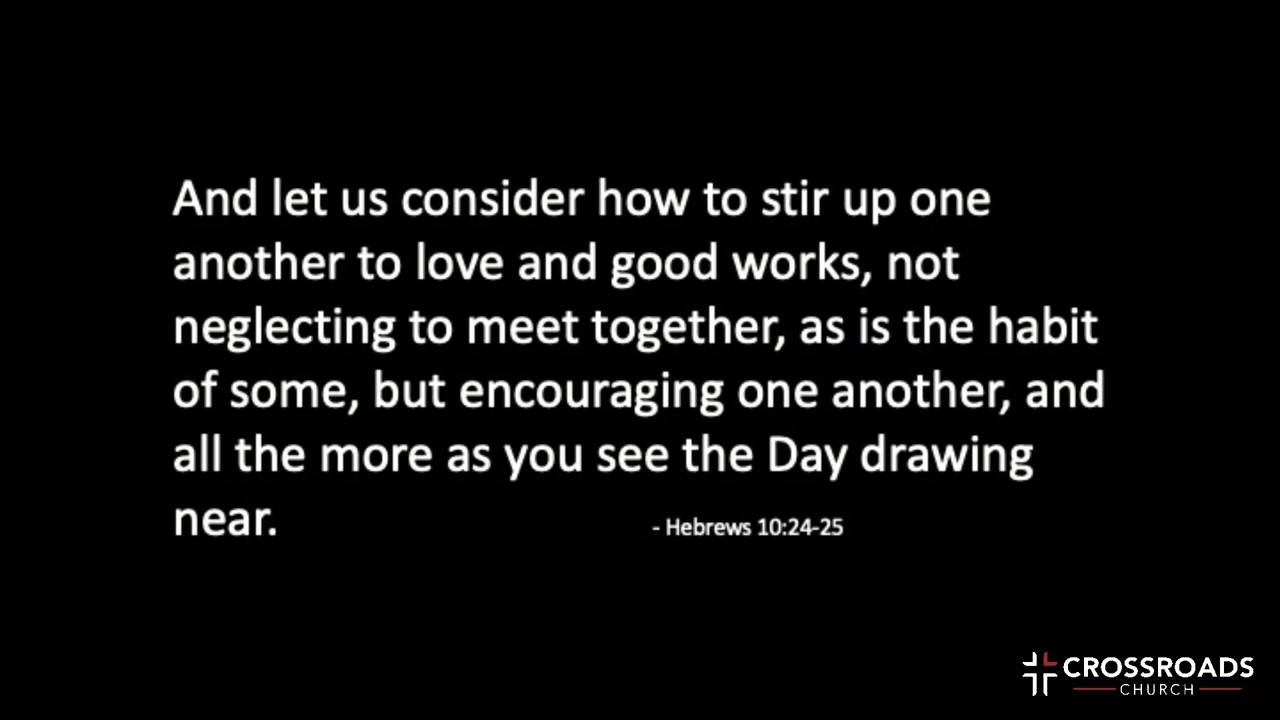 And let us consider how to stir up one
another to love and good works, not
neglecting to meet together, as is the habit
of some, but encouraging one another, and
all the more as you see the Day drawing
near.
- Hebrews 10:24-25
CROSSROADS
CHURCH